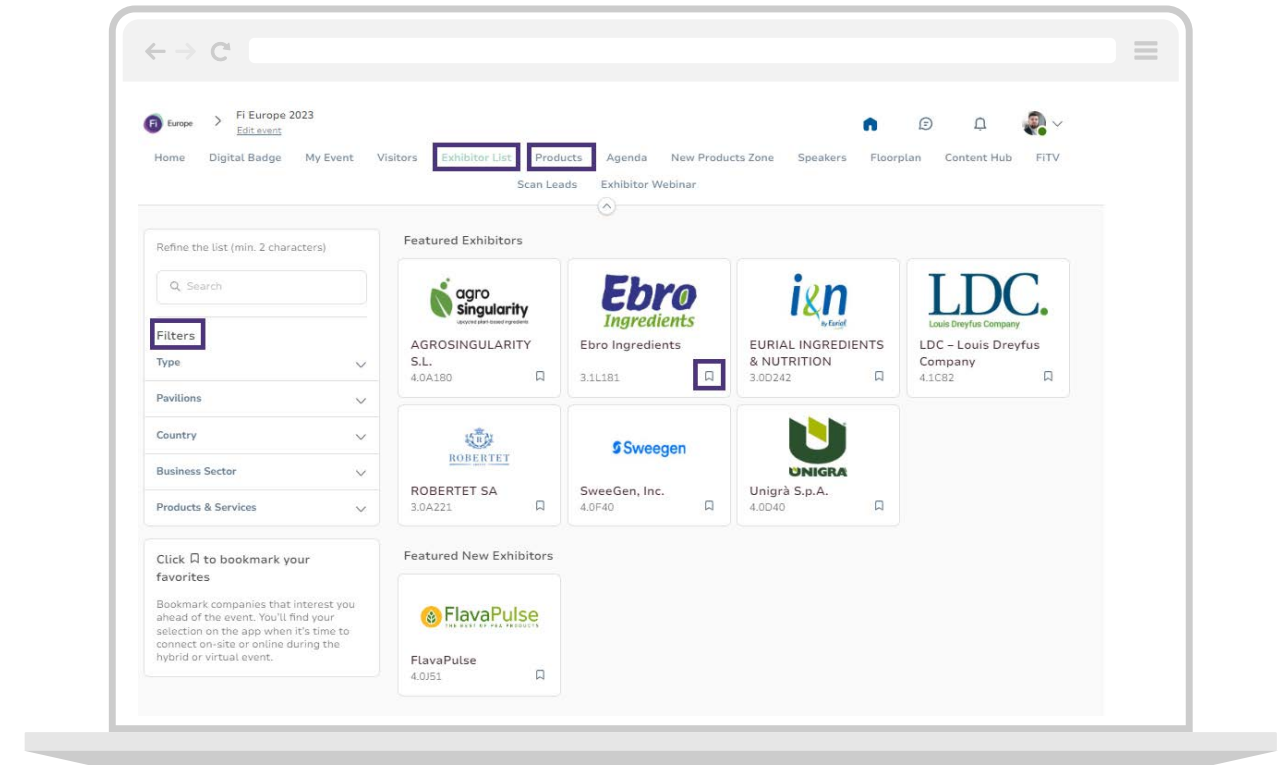 Fi Europe
Fi Europe 2023
Edit event
Home Digital Badge My Event Visitors Exhibitor List Products Agenda New Products Zone Speakers Floorplan Content Hub FiTV
Scan Leads Exhibitor Webinar
Refine the list (min. 2 characters)
Search
Filters
Type
Pavilions
Country
Business Sector
Products & Services
Click to bookmark your
favorites
Bookmark companies that interest you
ahead of the event. You'll find your
selection on the app when it's time to
connect on-site or online during the
hybrid or virtual event.
Featured Exhibitors
agro
singularity
upcycled plant-based ingredients
AGROSINGULARITY
S.L.
4.0A180
Ebro
Ingredients
Ebro Ingredients
3.1L181
i&n
by Eurial
EURIAL INGREDIENTS
& NUTRITION
3.0D242
LDC.
Louis Dreyfus Company
LDC – Louis Dreyfus
Company
4.1C82
R
ROBERTET
ROBERTET SA
3.0A221
Sweegen
SweeGen, Inc.
4.0F40
UNIGRA
Unigrà S.p.A.
4.0D40
Featured New Exhibitors
FlavaPulse
THE BEST OF PEA PRODUCTS
FlavaPulse
4.0J51